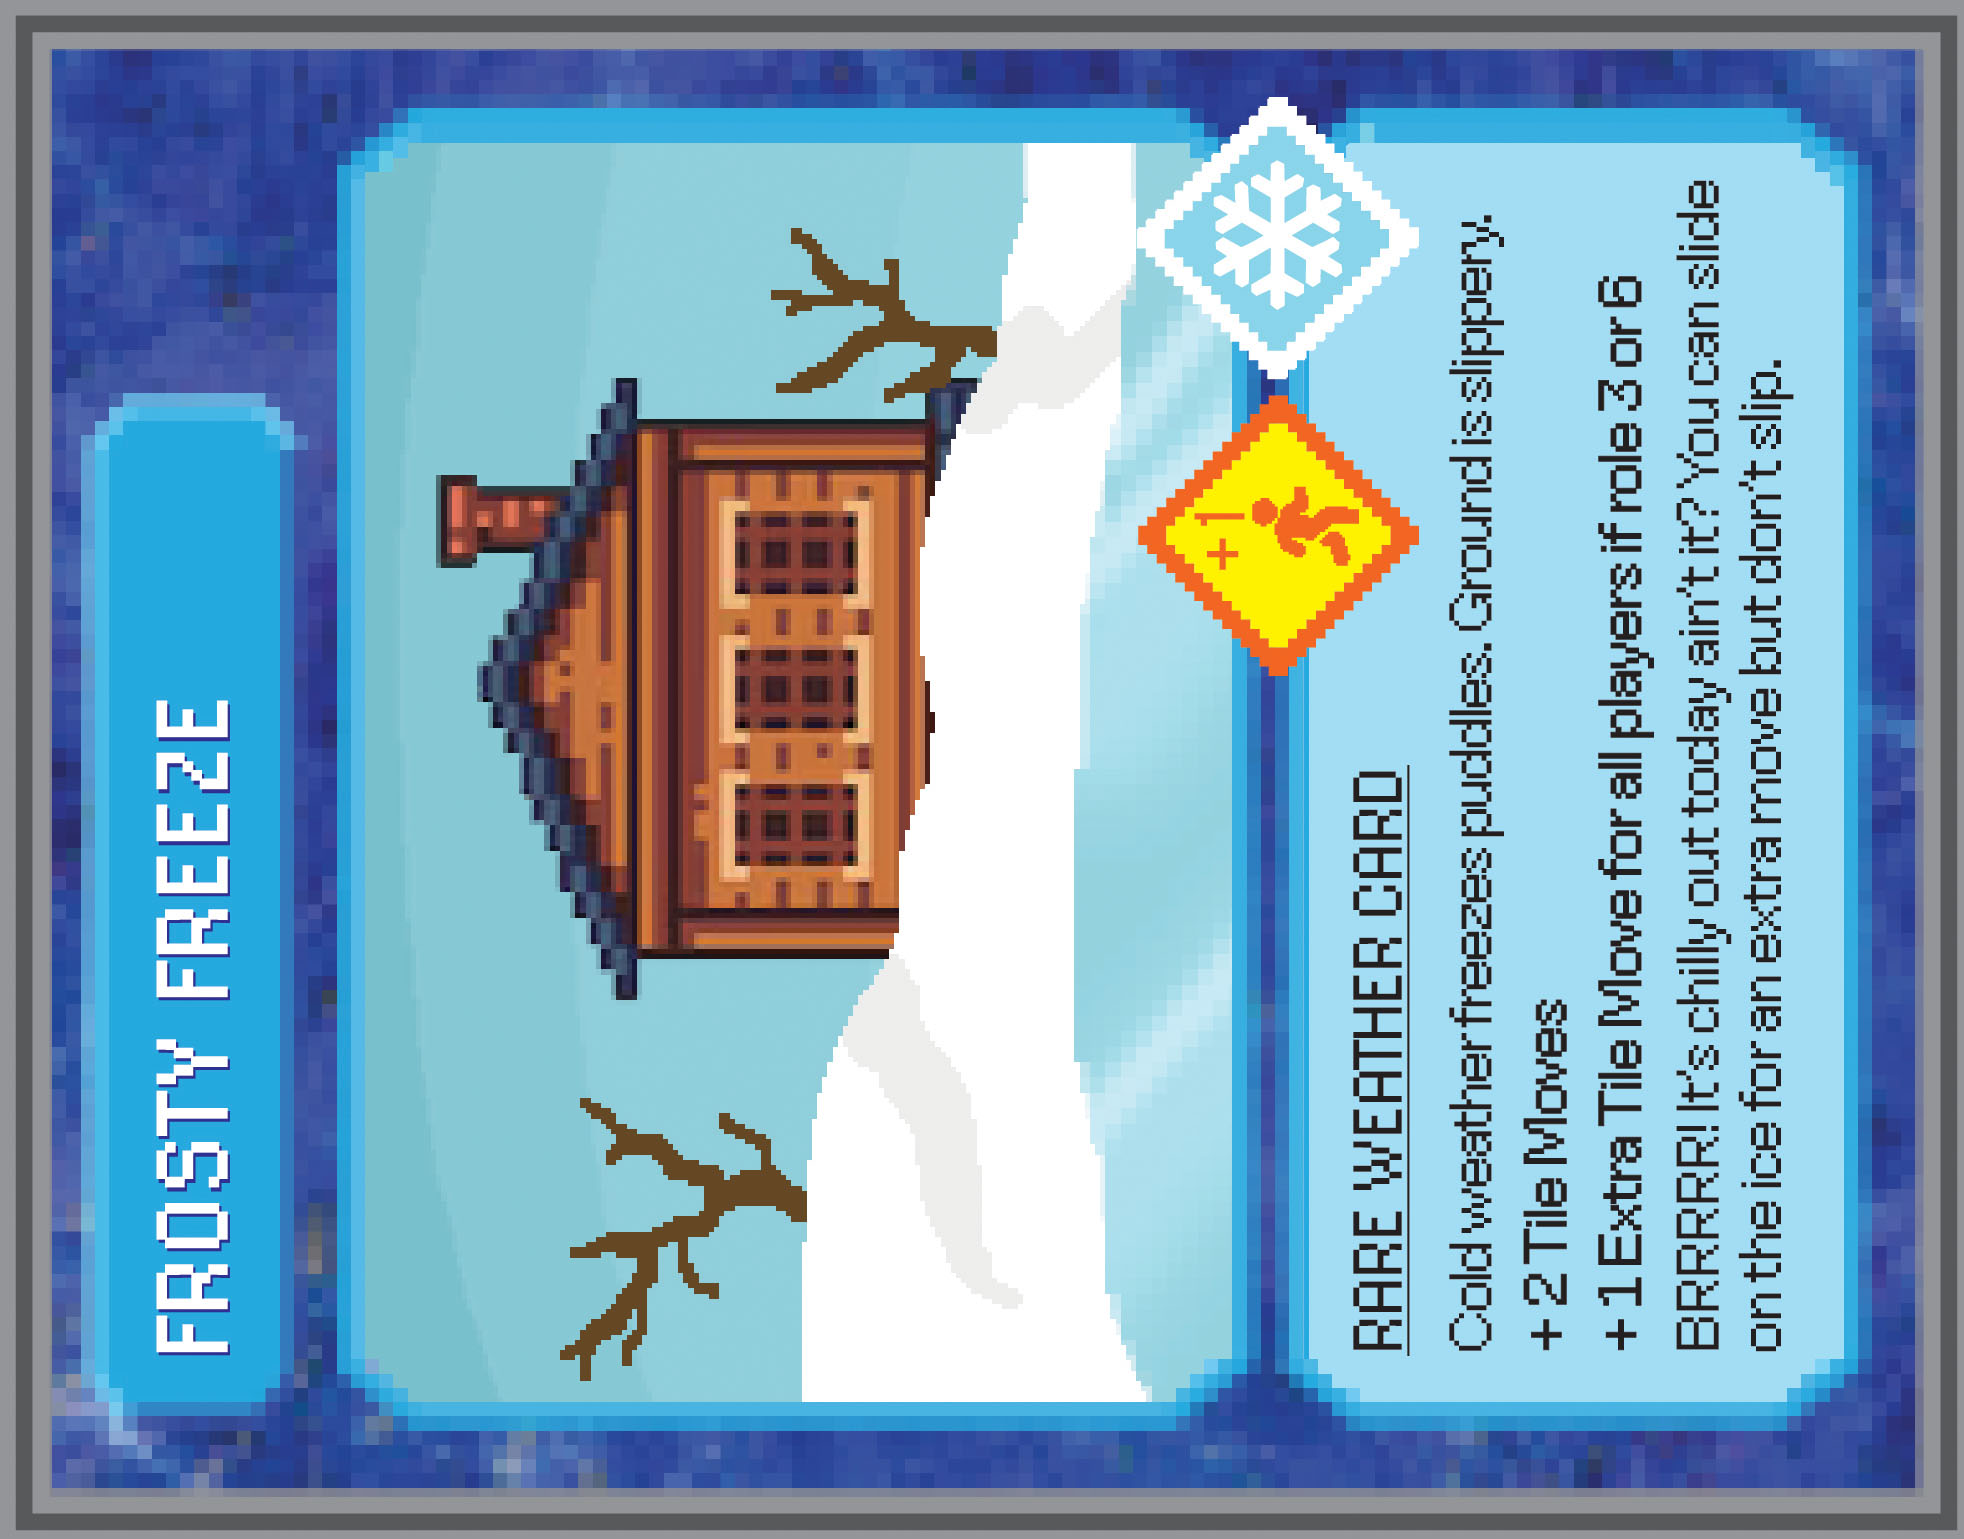 FROSTY FREEZE
+1
RARE WEATHER CARD
Cold weather freezes puddles. Ground is slippery.
+ 2 Tile Moves
+ 1 Extra Tile Move for all players if role 3 or 6
BRRRRR! It's chilly out today ain't it? You can slide
on the ice for an extra move but don't slip.